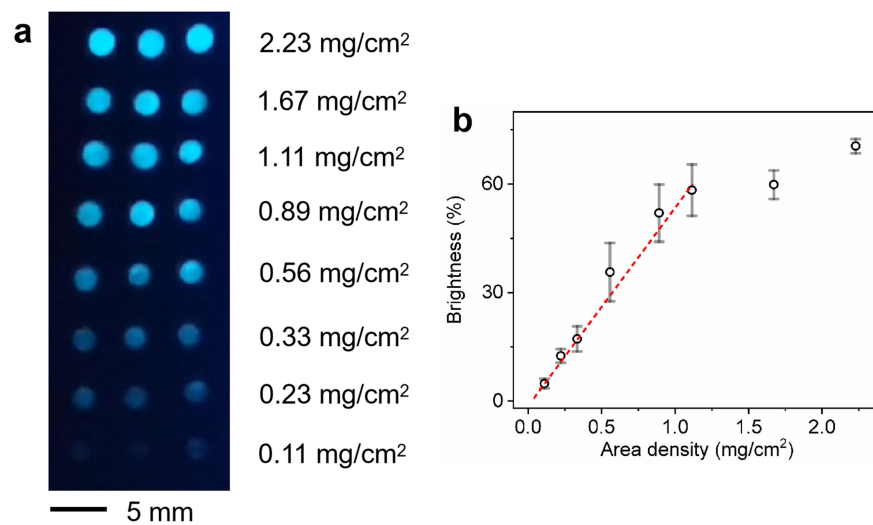 a
2.23 mg/cm²
1.67 mg/cm²
1.11 mg/cm²
0.89 mg/cm²
0.56 mg/cm²
0.33 mg/cm²
0.23 mg/cm²
0.11 mg/cm²
5 mm
b
Brightness (%)
60
30
0
0.0 0.5 1.0 1.5 2.0
Area density (mg/cm²)